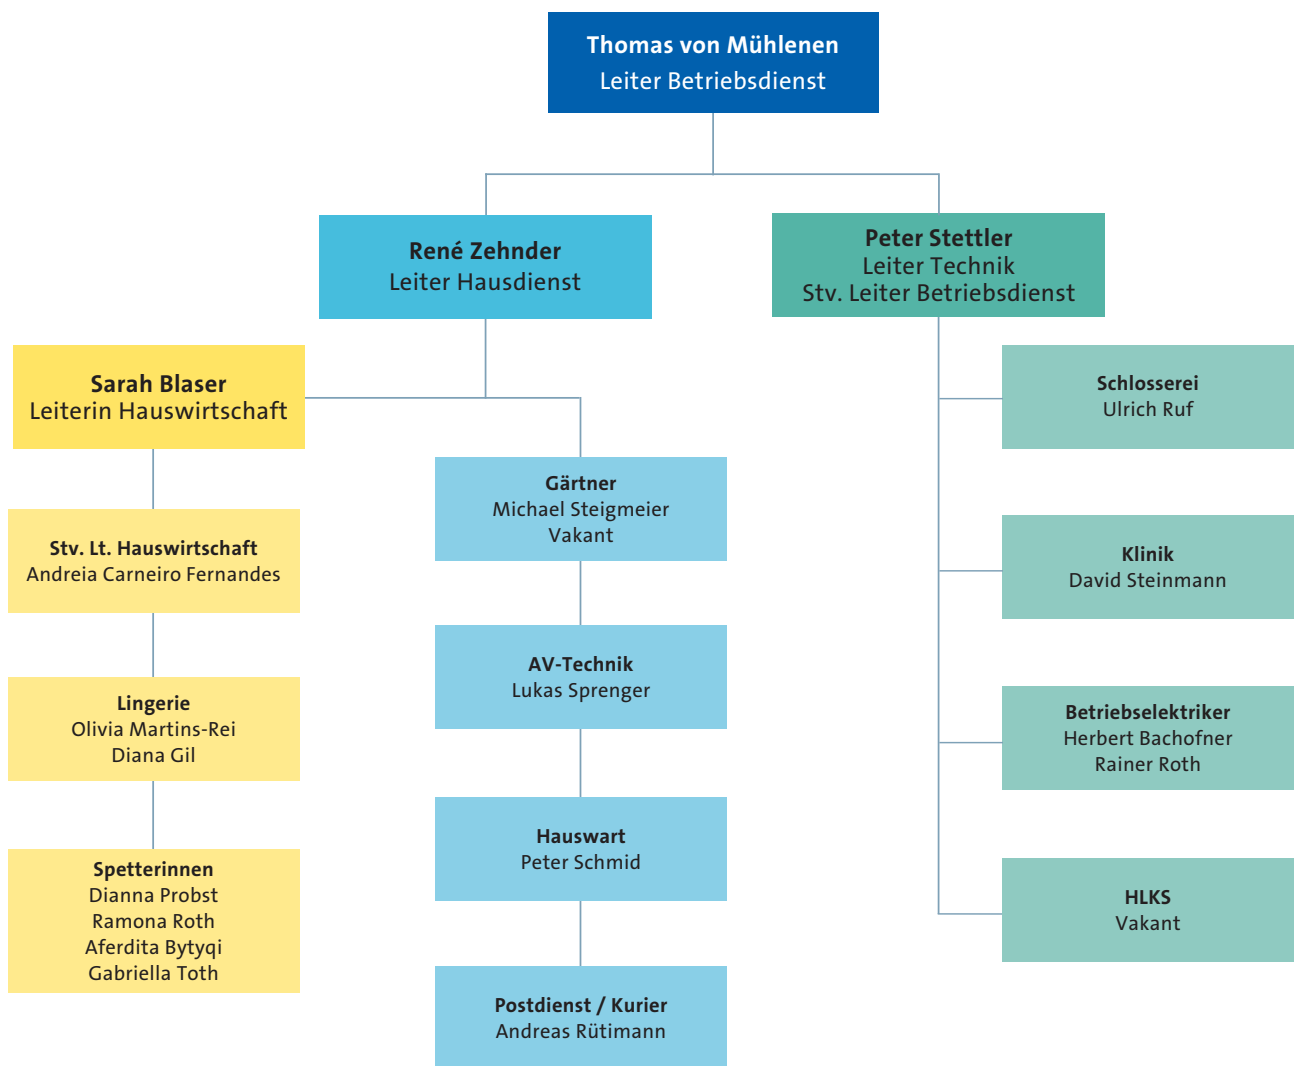 Thomas von Mühlenen
Leiter Betriebsdienst
René Zehnder
Leiter Hausdienst
Peter Stettler
Leiter Technik
Stv. Leiter Betriebsdienst
Sarah Blaser
Leiterin Hauswirtschaft
Stv. Lt. Hauswirtschaft
Andreia Carneiro Fernandes
Lingerie
Olivia Martins-Rei
Diana Gil
Spetterinnen
Dianna Probst
Ramona Roth
Aferdita Bytyqi
Gabriella Toth
Gärtner
Michael Steigmeier
Vakant
AV-Technik
Lukas Sprenger
Hauswart
Peter Schmid
Postdienst / Kurier
Andreas Rütimann
Schlosserei
Ulrich Ruf
Klinik
David Steinmann
Betriebselektriker
Herbert Bachofner
Rainer Roth
HLKS
Vakant